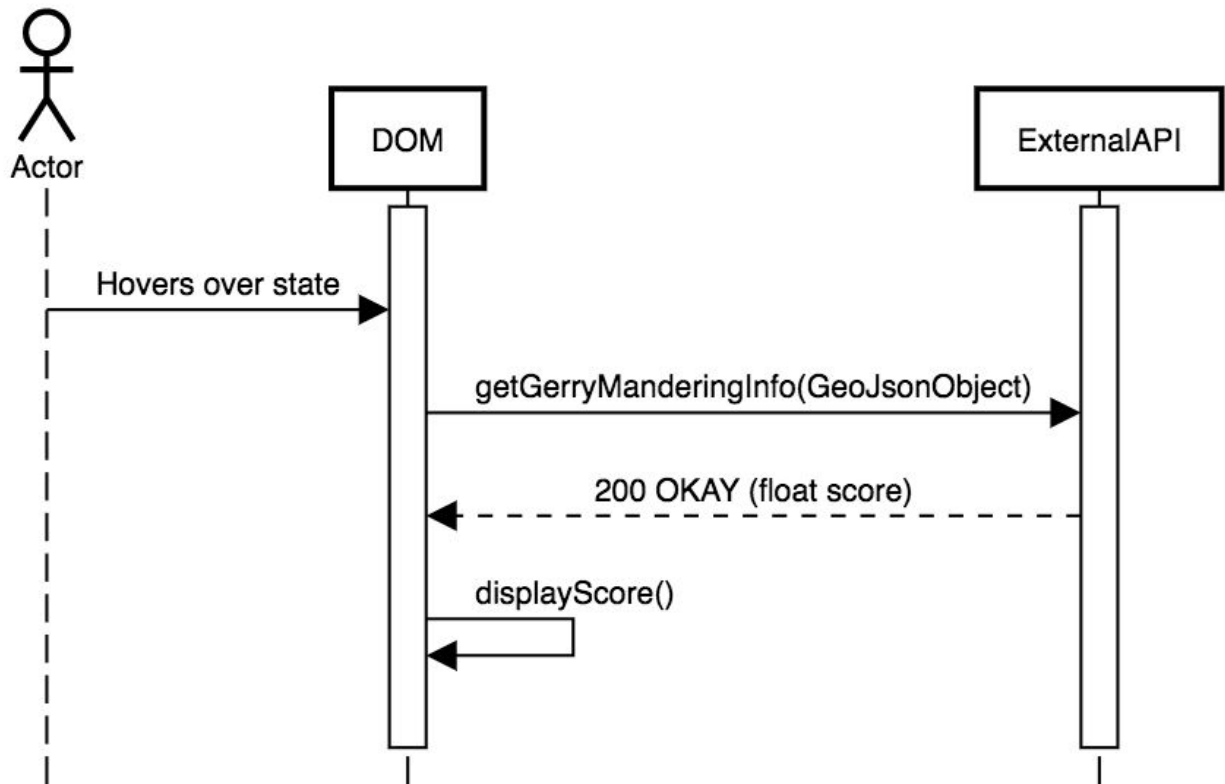 Actor
DOM
ExternalAPI
Hovers over state
getGerryManderingInfo(GeoJsonObject)
200 OKAY (float score)
displayScore()